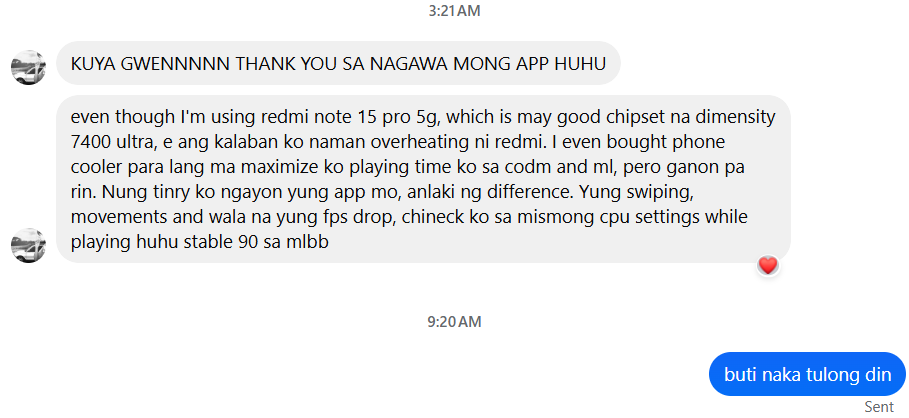 3:21 AM
KUYA GWENNNNN THANK YOU SA NAGAWA MONG APP HUHU
even though I'm using redmi note 15 pro 5g, which is may good chipset na dimensity
7400 ultra, e ang kalaban ko naman overheating ni redmi. I even bought phone
cooler para lang ma maximize ko playing time ko sa codm and ml, pero ganon pa
rin. Nung tinry ko ngayon yung app mo, anlaki ng difference. Yung swiping,
movements and wala na yung fps drop, chineck ko sa mismong cpu settings while
playing huhu stable 90 sa mlbb
9:20 AM
buti naka tulong din
Sent